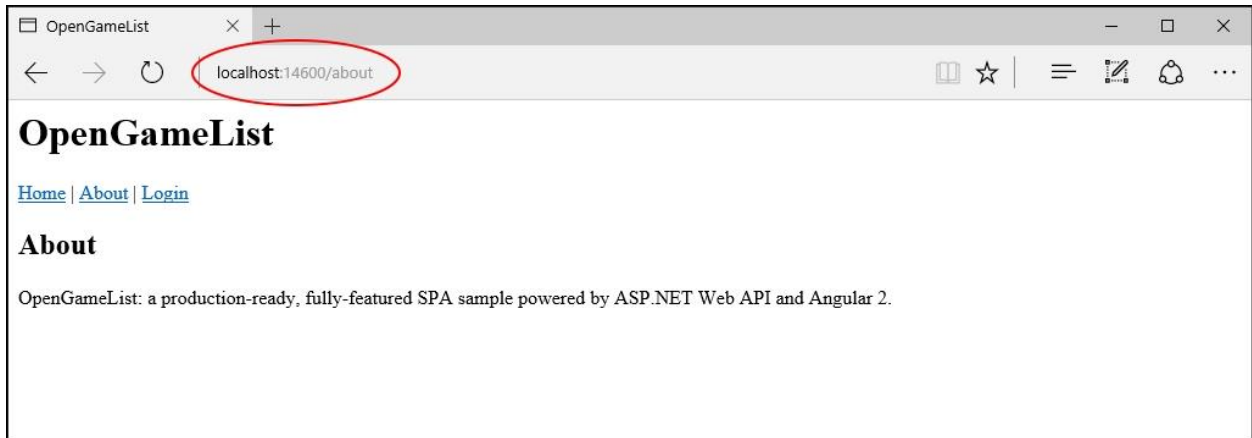 OpenGameList
localhost:14600/about
OpenGameList
Home | About | Login
About
OpenGameList: a production-ready, fully-featured SPA sample powered by ASP.NET Web API and Angular 2.